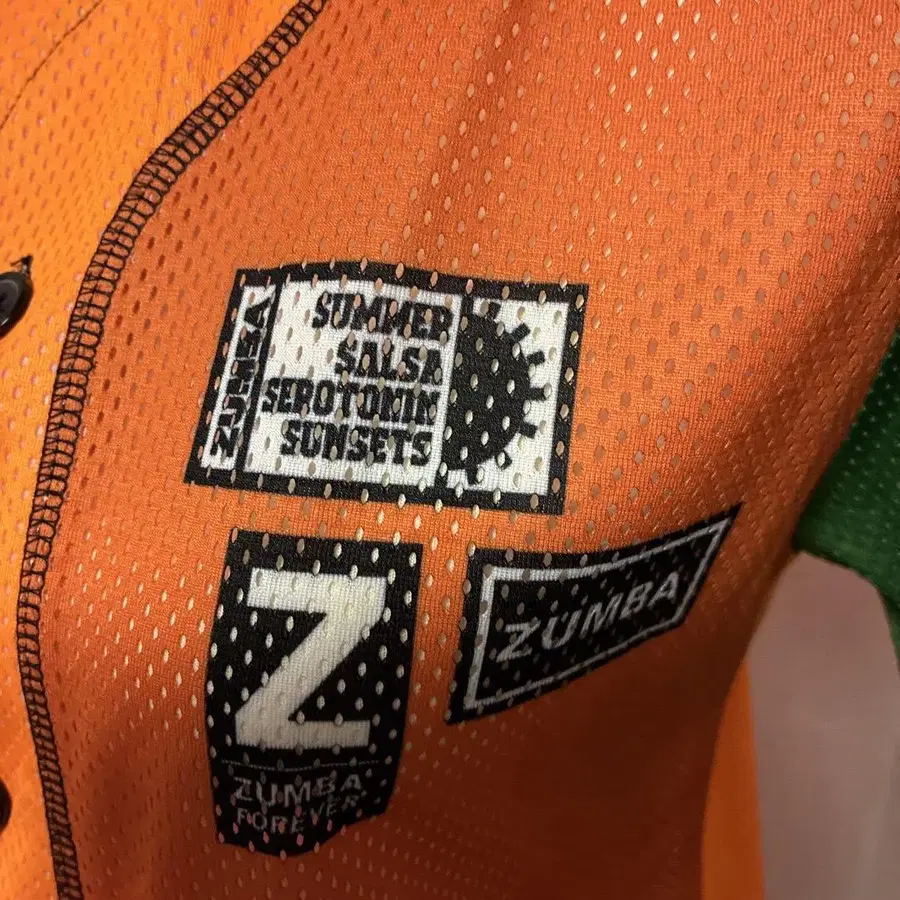 ZUMBA
SUMMER
SALSA
SEROTONIN
SUNSETS
Z
ZUMBA
FOREVER
ZUMBA